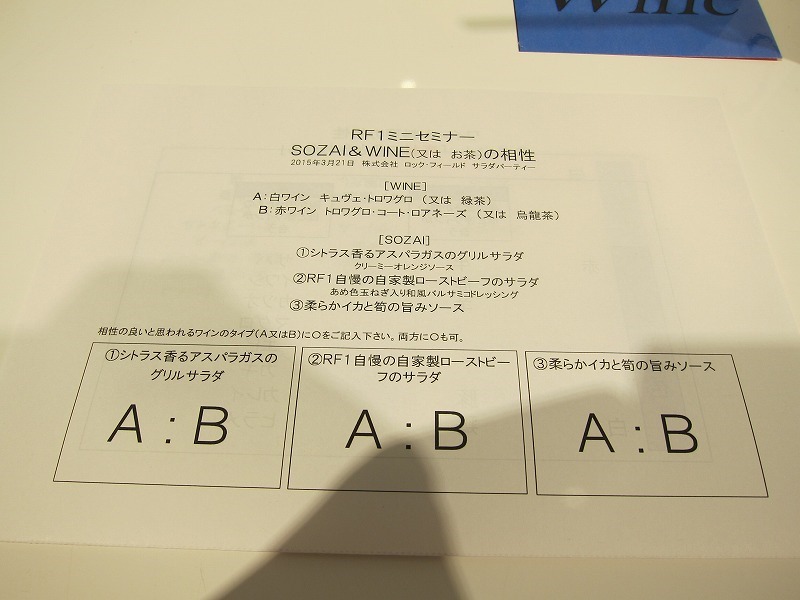 Wine
RF1ミニセミナー
SOZAI&WINE(又は お茶)の相性
2015年3月21日 株式会社 ロック・フィールド サラダパーティー
[WINE]
A:白ワイン キュヴェ・トロワグロ (又は 緑茶)
B:赤ワイン トロワグロ・コート・ロアネーズ (又は 烏龍茶)
[SOZAI]
①シトラス香るアスパラガスのグリルサラダ
クリーミーオレンジソース
②RF1自慢の自家製ローストビーフのサラダ
あめ色玉ねぎ入り和風バルサミコドレッシング
③柔らかイカと筍の旨みソース
相性の良いと思われるワインのタイプ(A又はB)に〇をご記入下さい。両方に〇も可。
①シトラス香るアスパラガスの
グリルサラダ
A:B
②RF1自慢の自家製ローストビー
フのサラダ
A:B
③柔らかイカと筍の旨みソース
A:B